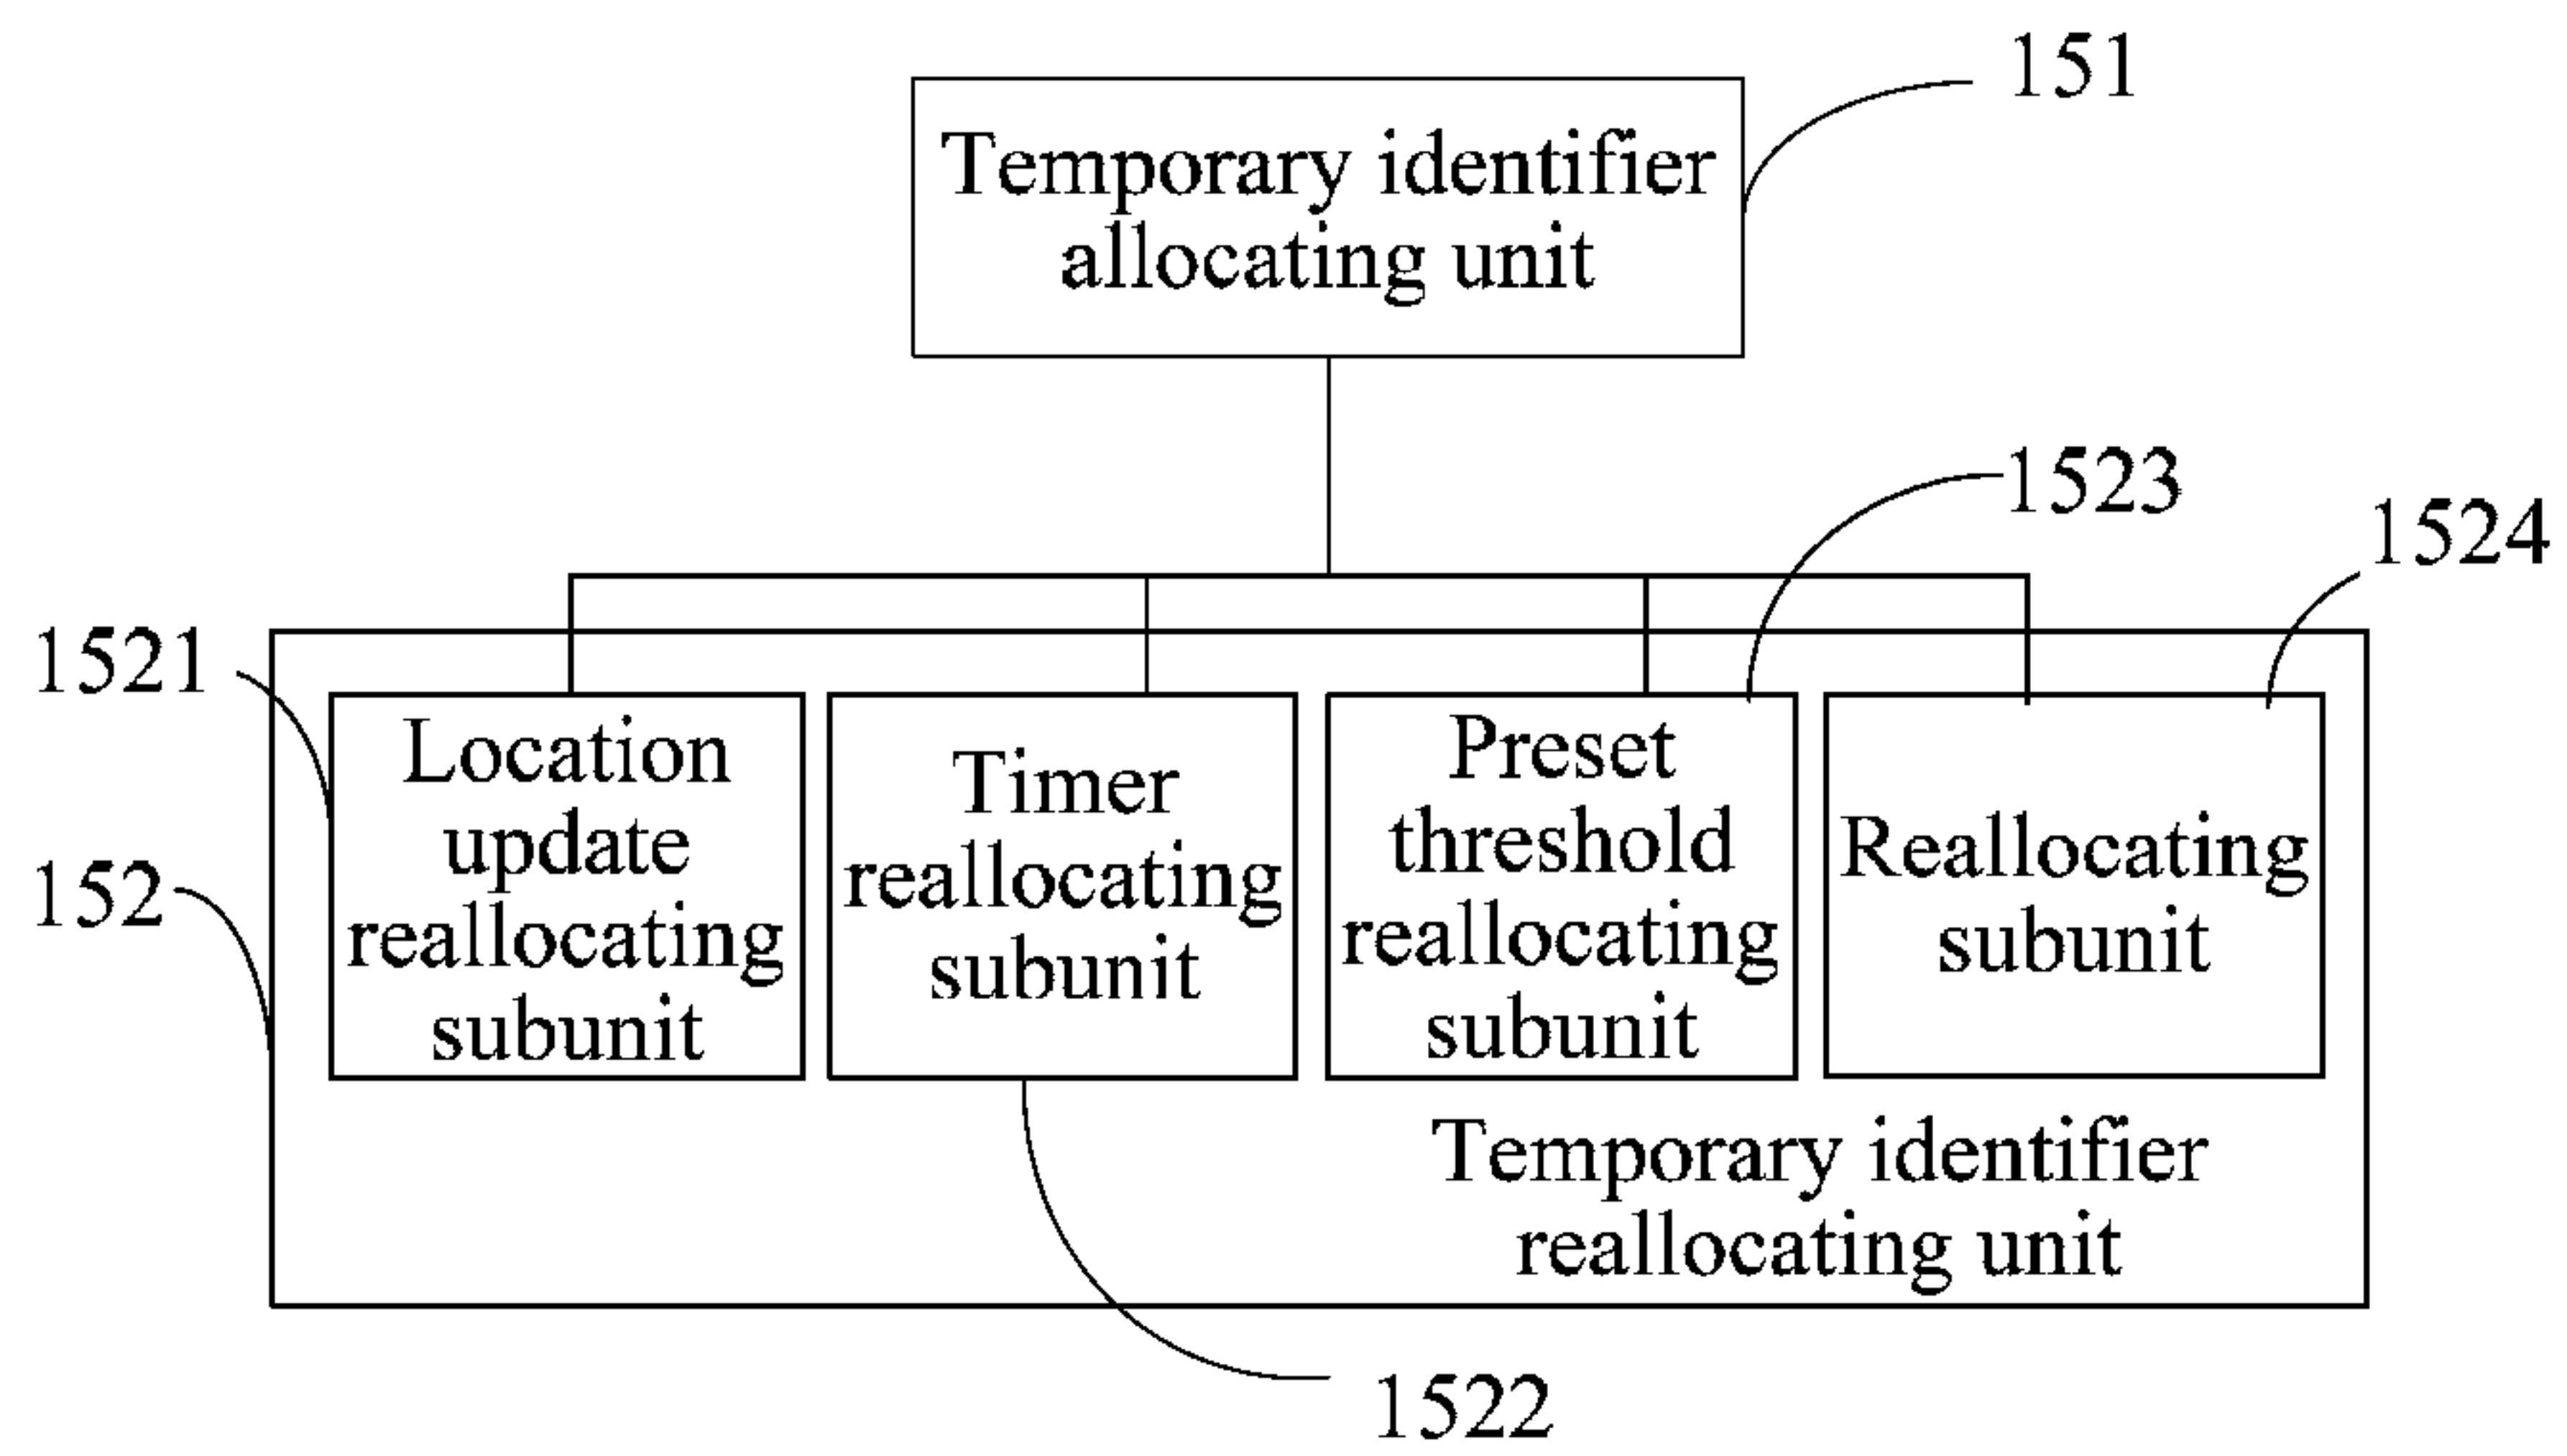 151
Temporary identifier
allocating unit
1523
1524
1521
152
Location
update
reallocating
subunit
Timer
reallocating
subunit
Preset
threshold
reallocating
subunit
Reallocating
subunit
Temporary identifier
reallocating unit
1522